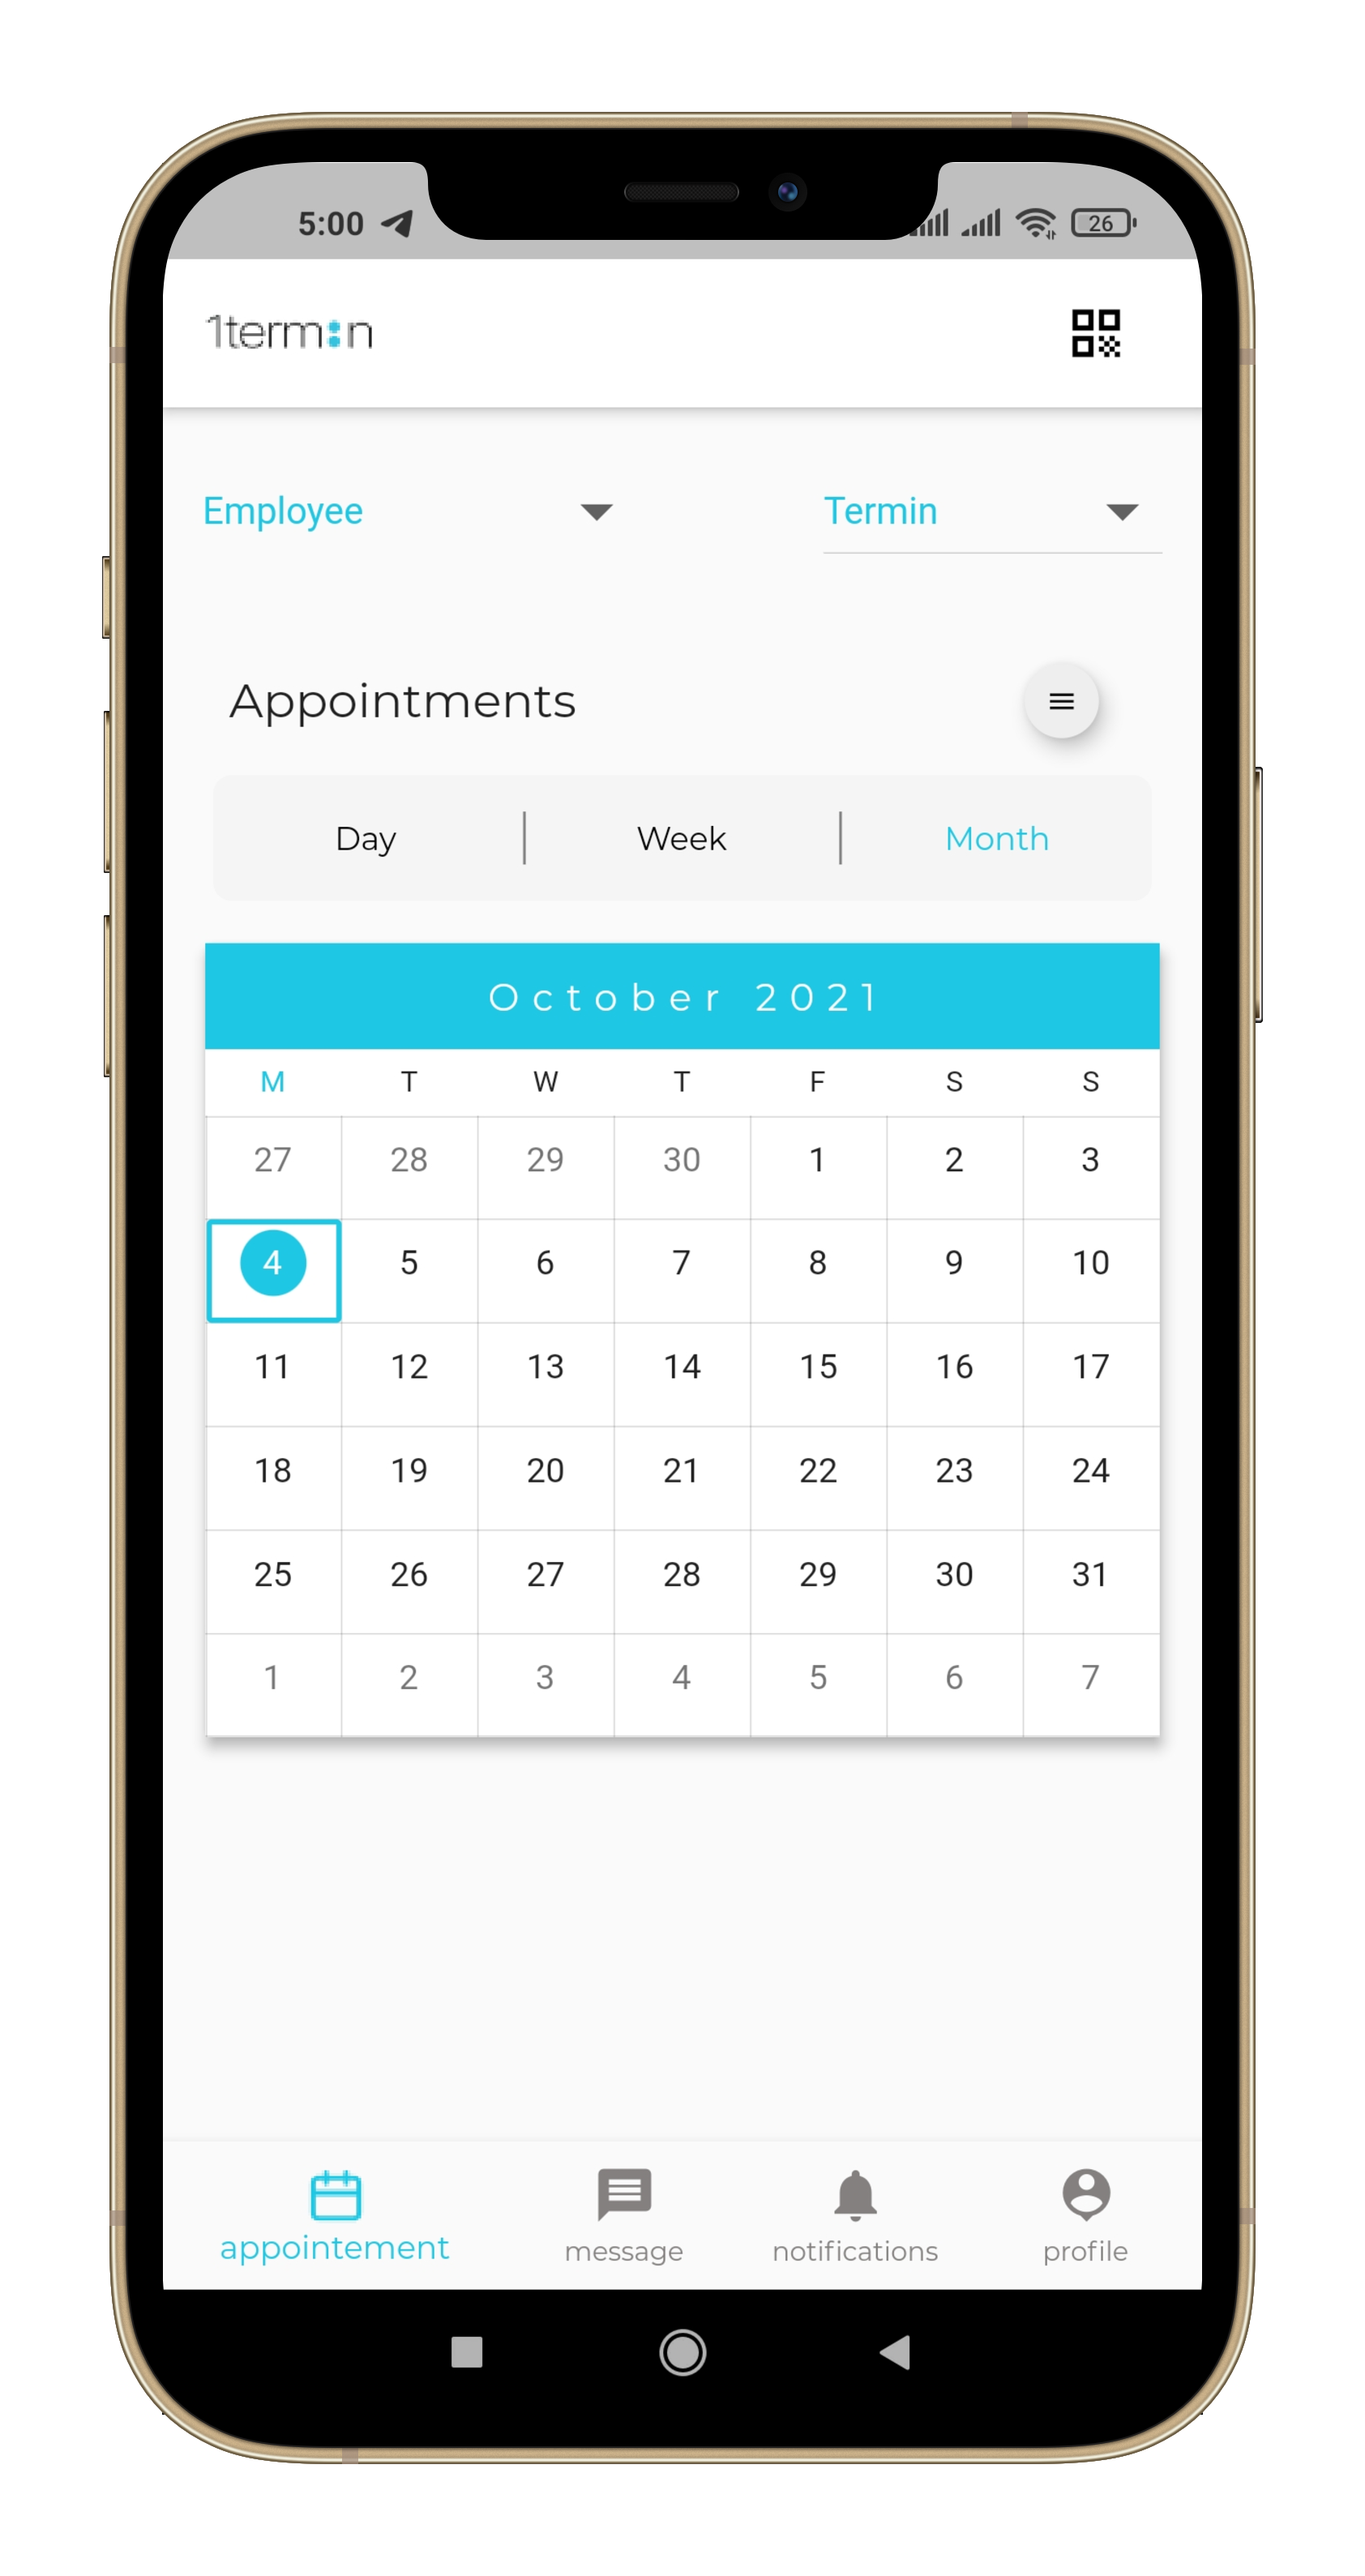 5:00 26
1termin
Employee Termin
Appointments
Day Week Month
October 2021
M T W T F S S
27 28 29 30 1 2 3
4 5 6 7 8 9 10
11 12 13 14 15 16 17
18 19 20 21 22 23 24
25 26 27 28 29 30 31
1 2 3 4 5 6 7
appointement message notifications profile